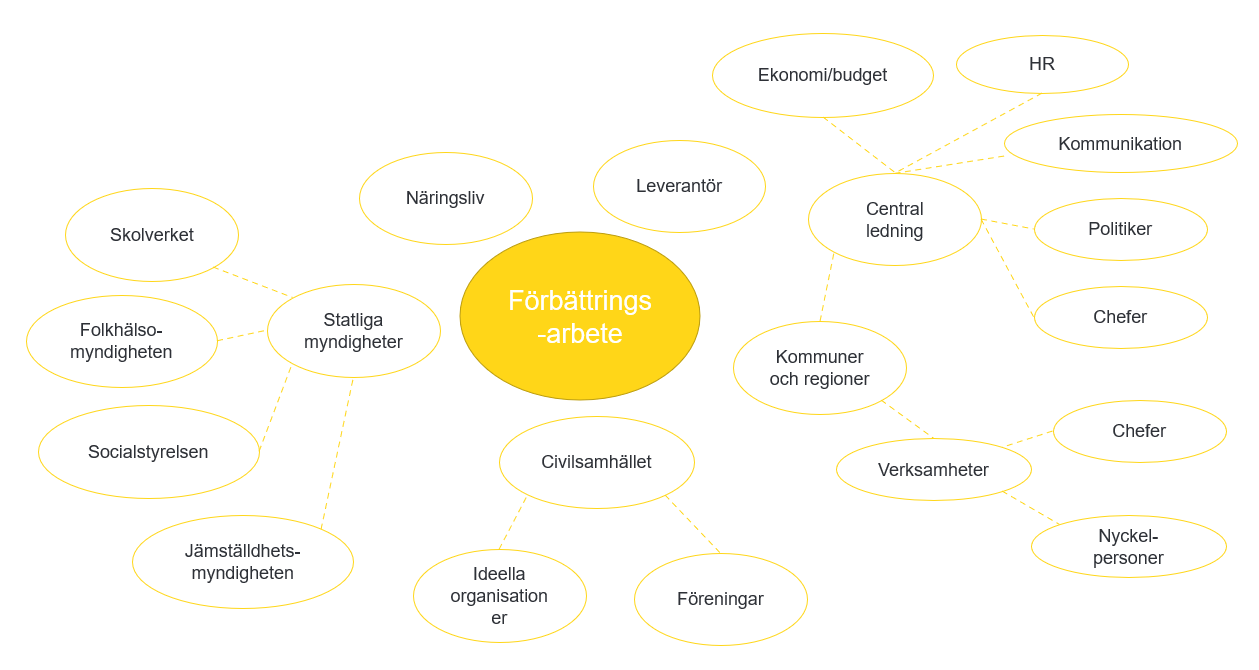 Ekonomi/budget
HR
Kommunikation
Näringsliv
Leverantör
Central
ledning
Politiker
Skolverket
Chefer
Folkhälso-
myndigheten
Statliga
myndigheter
Förbättrings
-arbete
Kommuner
och regioner
Socialstyrelsen
Civilsamhället
Verksamheter
Chefer
Jämställdhets-
myndigheten
Ideella
organisation
er
Föreningar
Nyckel-
personer